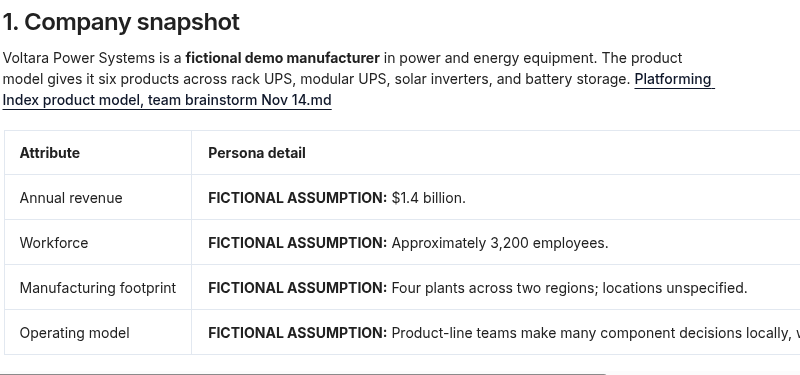 1. Company snapshot
Voltara Power Systems is a fictional demo manufacturer in power and energy equipment. The product
model gives it six products across rack UPS, modular UPS, solar inverters, and battery storage. Platforming
Index product model, team brainstorm Nov 14.md
Attribute Persona detail
Annual revenue FICTIONAL ASSUMPTION: $1.4 billion.
Workforce FICTIONAL ASSUMPTION: Approximately 3,200 employees.
Manufacturing footprint FICTIONAL ASSUMPTION: Four plants across two regions; locations unspecified.
Operating model FICTIONAL ASSUMPTION: Product-line teams make many component decisions locally,